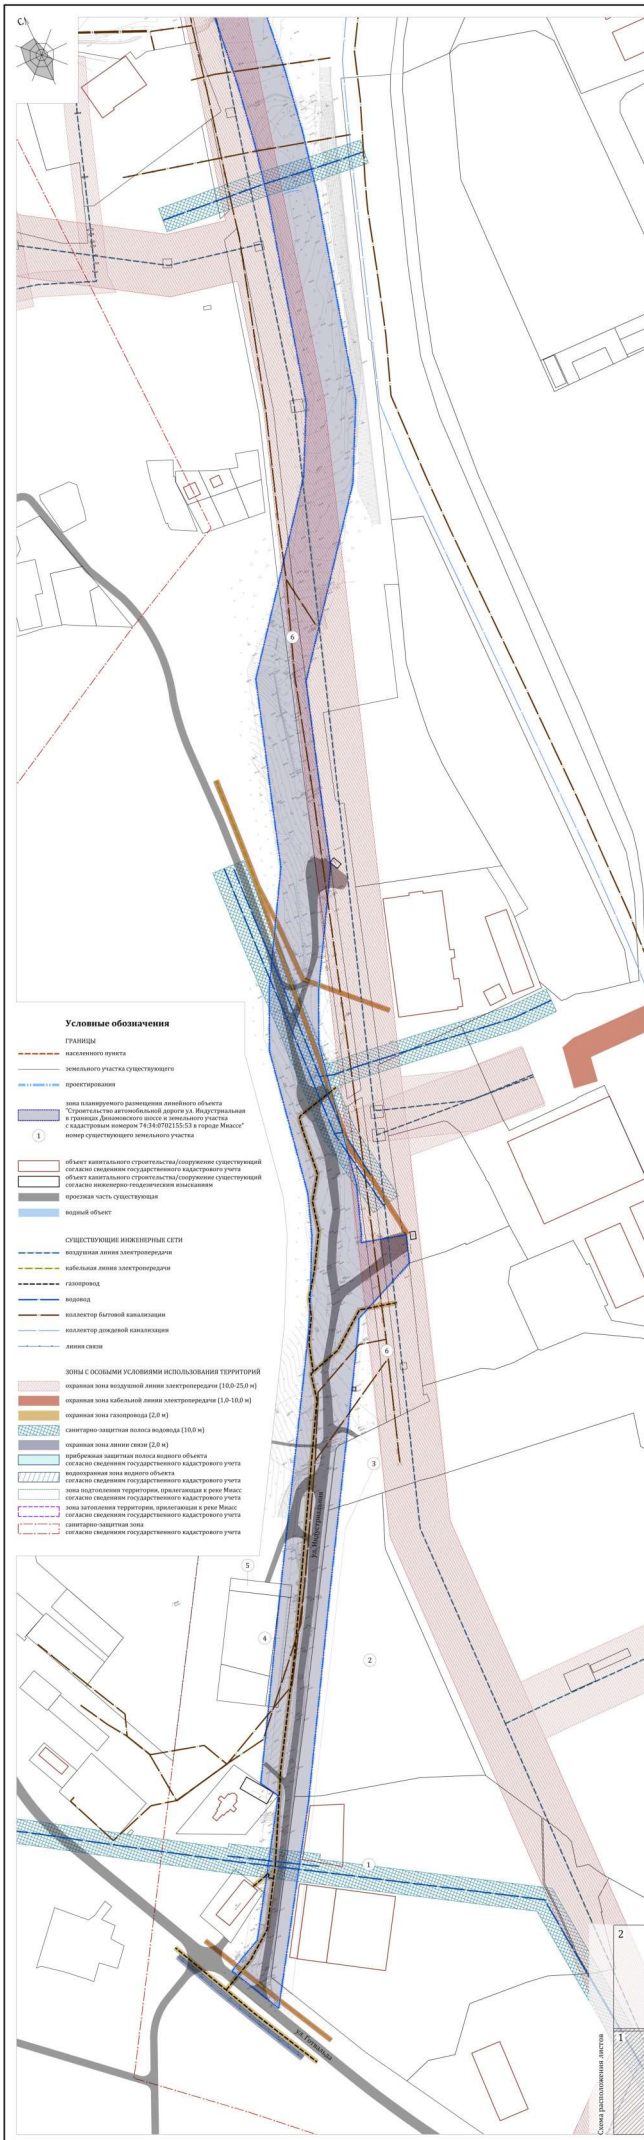 6
Условные обозначения
ГРАНИЦЫ
населенного пункта
земельного участка существующего
проектирования
зона планируемого размещения линейного объекта
"Строительство автомобильной дороги ул. Индустриальная
в границах Динамовского шоссе и земельного участка
с кадастровым номером 74:34:0702155:53 в городе Миассе"
1
номер существующего земельного участка
объект капитального строительства/сооружение существующий
согласно сведениям государственного кадастрового учета
объект капитального строительства/сооружение существующий
согласно инженерно-геодезическим изысканиям
проезжая часть существующая
водный объект
СУЩЕСТВУЮЩИЕ ИНЖЕНЕРНЫЕ СЕТИ
воздушная линия электропередачи
кабельная линия электропередачи
газопровод
водовод
коллектор бытовой канализации
коллектор дождевой канализации
линия связи
ЗОНЫ С ОСОБЫМИ УСЛОВИЯМИ ИСПОЛЬЗОВАНИЯ ТЕРРИТОРИЙ
охранная зона воздушной линии электропередачи (10,0-25,0 м)
охранная зона кабельной линии электропередачи (1,0-10,0 м)
охранная зона газопровода (2,0 м)
санитарно-защитная полоса водовода (10,0 м)
охранная зона линии связи (2,0 м)
прибрежная защитная полоса водного объекта
согласно сведениям государственного кадастрового учета
водоохранная зона водного объекта
согласно сведениям государственного кадастрового учета
зона подтопления территории, прилегающая к реке Миасс
согласно сведениям государственного кадастрового учета
зона затопления территории, прилегающая к реке Миасс
согласно сведениям государственного кадастрового учета
санитарно-защитная зона
согласно сведениям государственного кадастрового учета
6
3
ул. Индустриальная
5
4
2
1
ул. Готвальда
2
1
Схема расположения листов